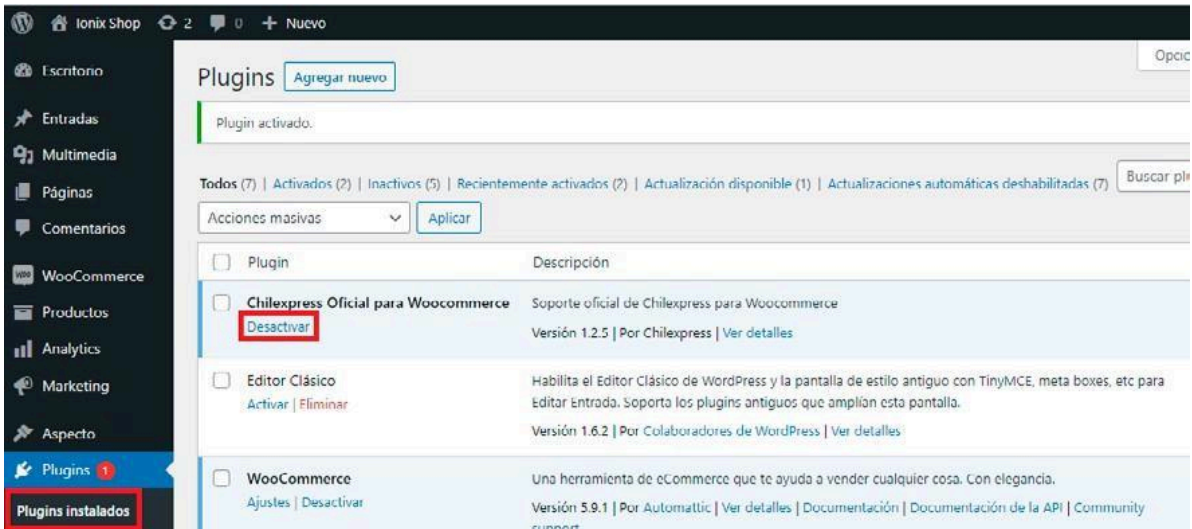 Ionix Shop 2 0 + Nuevo
Opcio
Escritorio
Entradas
Multimedia
Páginas
Comentarios
WooCommerce
Productos
Analytics
Marketing
Aspecto
Plugins 1
Plugins instalados
Plugins Agregar nuevo
Plugin activado.
Todos (7) | Activados (2) | Inactivos (5) | Recientemente activados (2) | Actualización disponible (1) | Actualizaciones automáticas deshabilitadas (7)
Buscar plu
Acciones masivas Aplicar
Plugin Descripción
Chilexpress Oficial para Woocommerce Soporte oficial de Chilexpress para Woocommerce
Desactivar Versión 1.2.5 | Por Chilexpress | Ver detalles
Editor Clásico Habilita el Editor Clásico de WordPress y la pantalla de estilo antiguo con TinyMCE, meta boxes, etc para
Activar | Eliminar Editar Entrada. Soporta los plugins antiguos que amplían esta pantalla.
Versión 1.6.2 | Por Colaboradores de WordPress | Ver detalles
WooCommerce Una herramienta de eCommerce que te ayuda a vender cualquier cosa. Con elegancia.
Ajustes | Desactivar Versión 5.9.1 | Por Automattic | Ver detalles | Documentación | Documentación de la API | Community
support